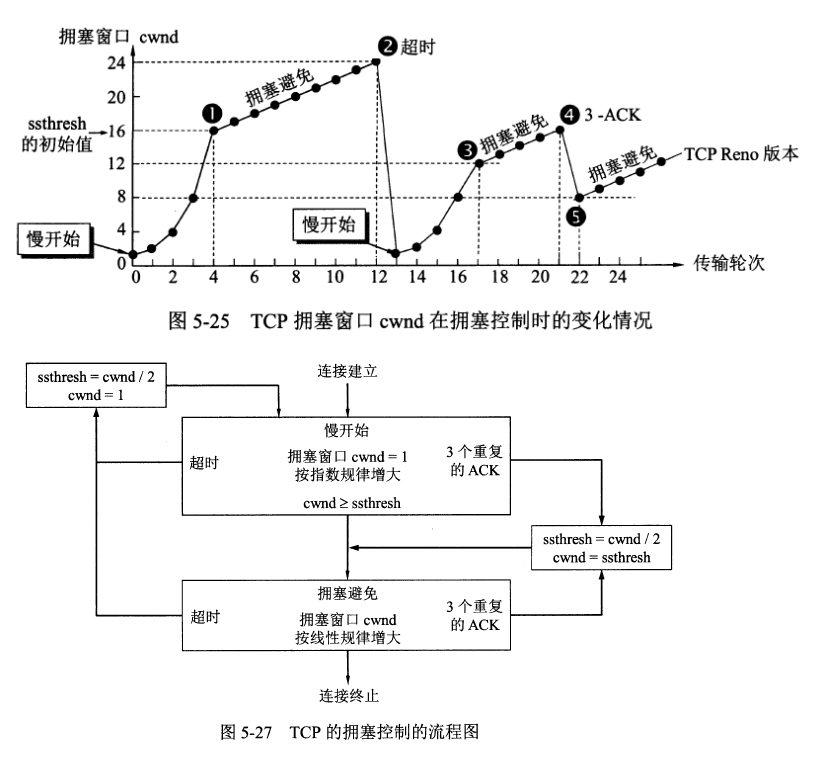 拥塞窗口 cwnd
❷超时
24
拥塞避免
20
❶
ssthresh
的初始值
16
❹ 3 -ACK
❸ 拥塞避免
12
拥塞避免
TCP Reno 版本
8
❺
慢开始
4
慢开始
0
0 2 4 6 8 10 12 14 16 18 20 22 24
传输轮次
图 5-25 TCP 拥塞窗口 cwnd 在拥塞控制时的变化情况
ssthresh = cwnd / 2
cwnd = 1
连接建立
慢开始
超时
拥塞窗口 cwnd = 1
按指数规律增大
3 个重复
的 ACK
cwnd ≥ ssthresh
ssthresh = cwnd / 2
cwnd = ssthresh
拥塞避免
超时
拥塞窗口 cwnd
按线性规律增大
3 个重复
的 ACK
连接终止
图 5-27 TCP 的拥塞控制的流程图